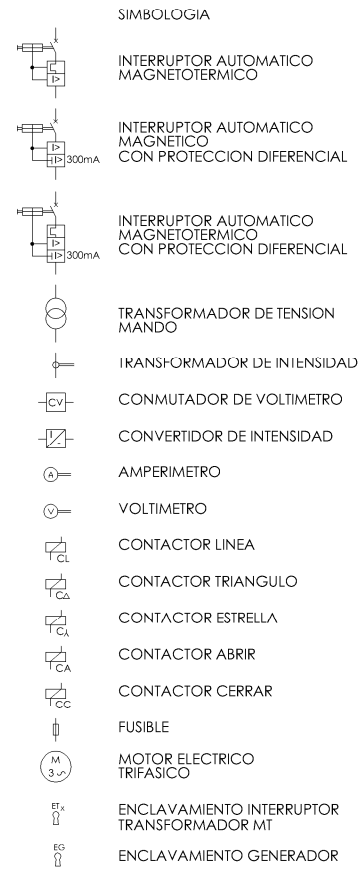 SIMBOLOGIA
INTERRUPTOR AUTOMATICO
MAGNETOTERMICO
I>
INTERRUPTOR AUTOMATICO
MAGNETICO
CON PROTECCION DIFERENCIAL
I>
I>
300mA
INTERRUPTOR AUTOMATICO
MAGNETOTERMICO
CON PROTECCION DIFERENCIAL
I>
I>
300mA
TRANSFORMADOR DE TENSION
MANDO
TRANSFORMADOR DE INTENSIDAD
CV
CONMUTADOR DE VOLTIMETRO
CONVERTIDOR DE INTENSIDAD
A
AMPERIMETRO
V
VOLTIMETRO
CONTACTOR LINEA
CL
CONTACTOR TRIANGULO
C△
CONTACTOR ESTRELLA
C⅄
CONTACTOR ABRIR
CA
CONTACTOR CERRAR
CC
FUSIBLE
M
3∿
MOTOR ELECTRICO
TRIFASICO
ETx
ENCLAVAMIENTO INTERRUPTOR
TRANSFORMADOR MT
EG
ENCLAVAMIENTO GENERADOR